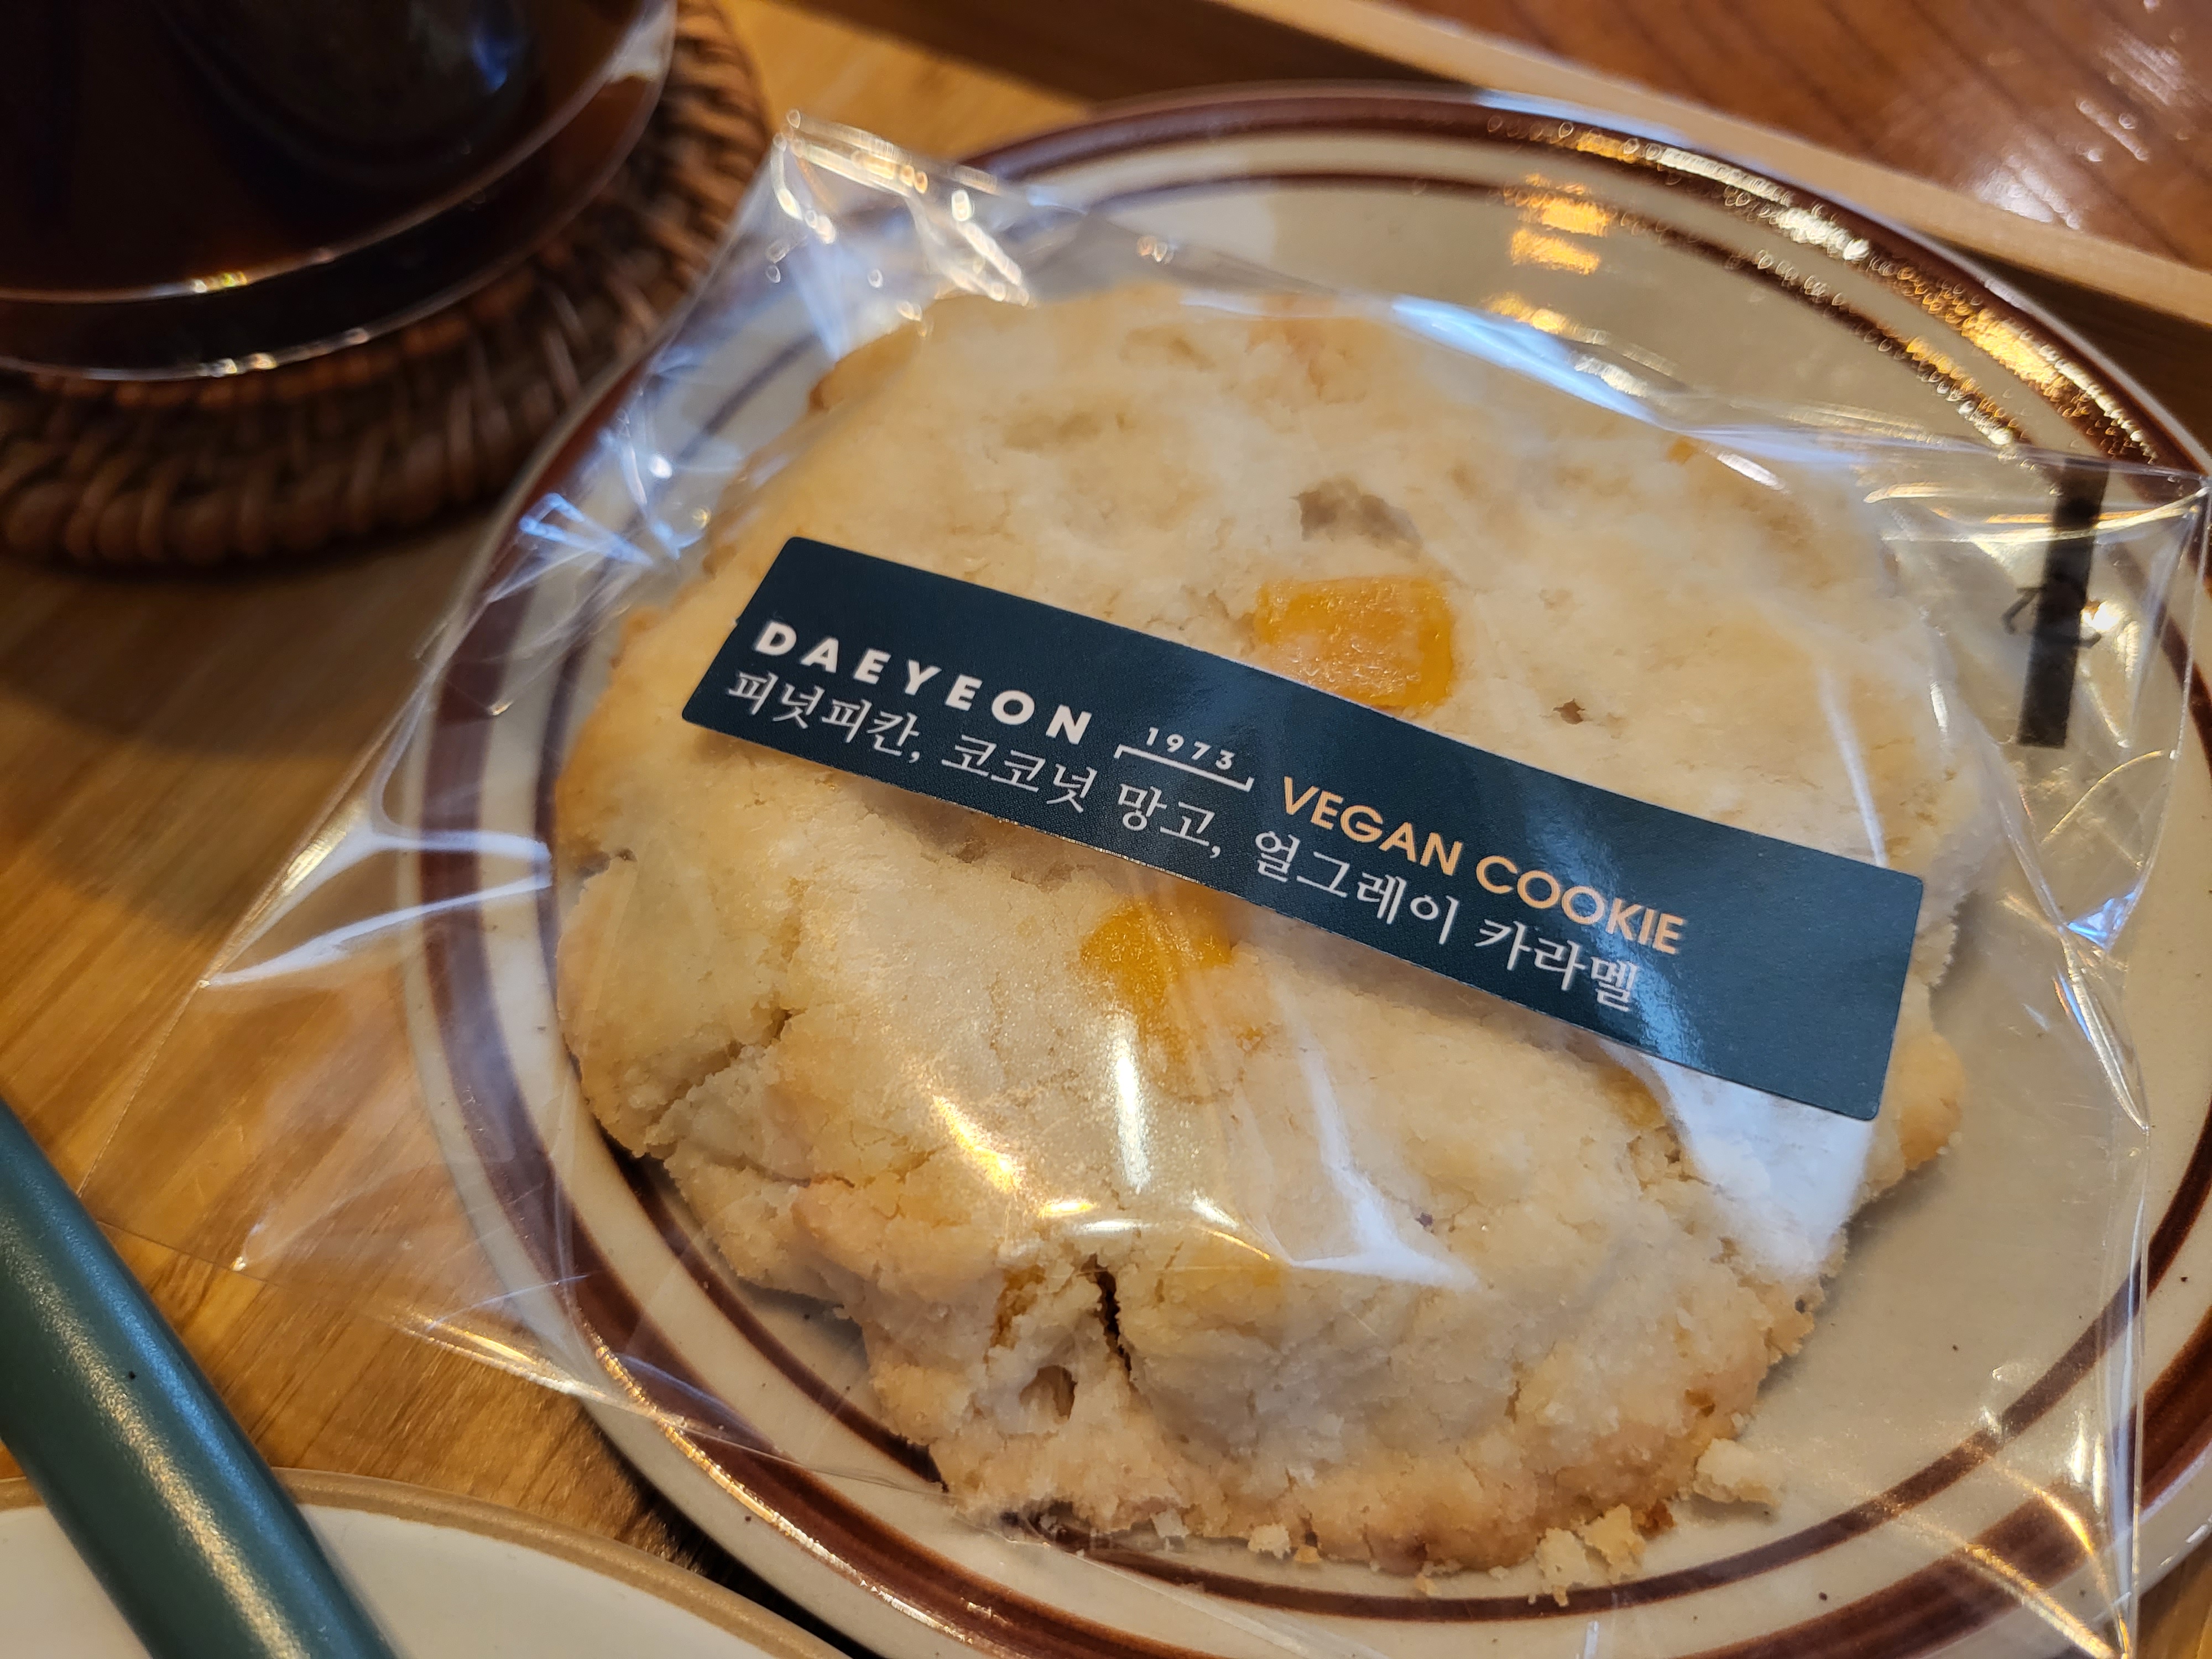 DAEYEON 1973 VEGAN COOKIE
피넛피칸, 코코넛 망고, 얼그레이 카라멜